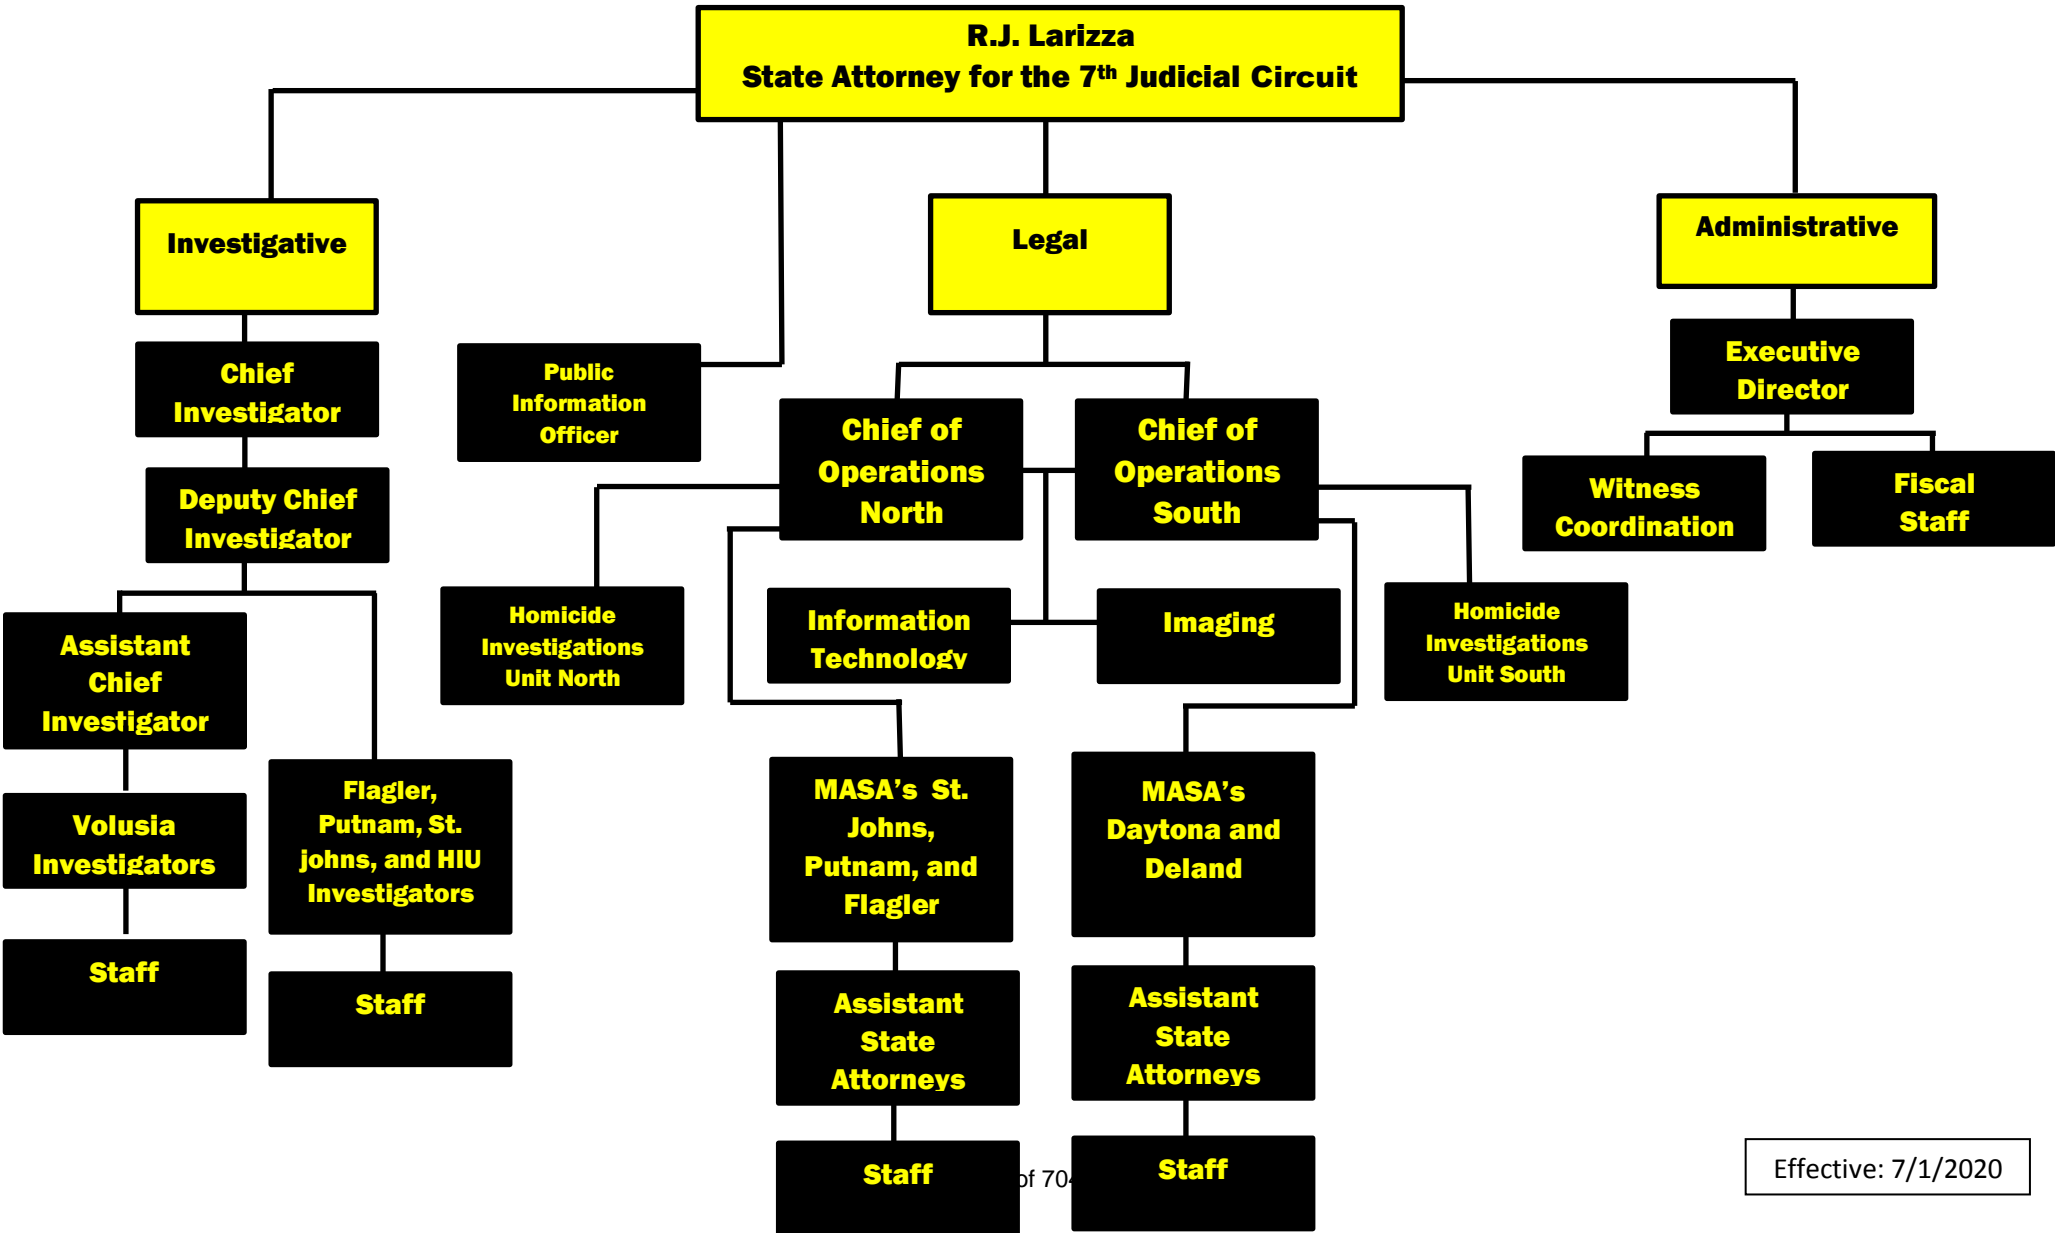 R.J. Larizza
State Attorney for the 7th Judicial Circuit
Investigative
Legal
Administrative
Chief
Investigator
Public
Information
Officer
Chief of
Operations
North
Chief of
Operations
South
Executive
Director
Deputy Chief
Investigator
Witness
Coordination
Fiscal
Staff
Assistant
Chief
Investigator
Homicide
Investigations
Unit North
Information
Technology
Imaging
Homicide
Investigations
Unit South
Volusia
Investigators
Flagler,
Putnam, St.
johns, and HIU
Investigators
MASA’s St.
Johns,
Putnam, and
Flagler
MASA’s
Daytona and
Deland
Staff
Staff
Assistant
State
Attorneys
Assistant
State
Attorneys
Staff
of 70
Staff
Effective: 7/1/2020